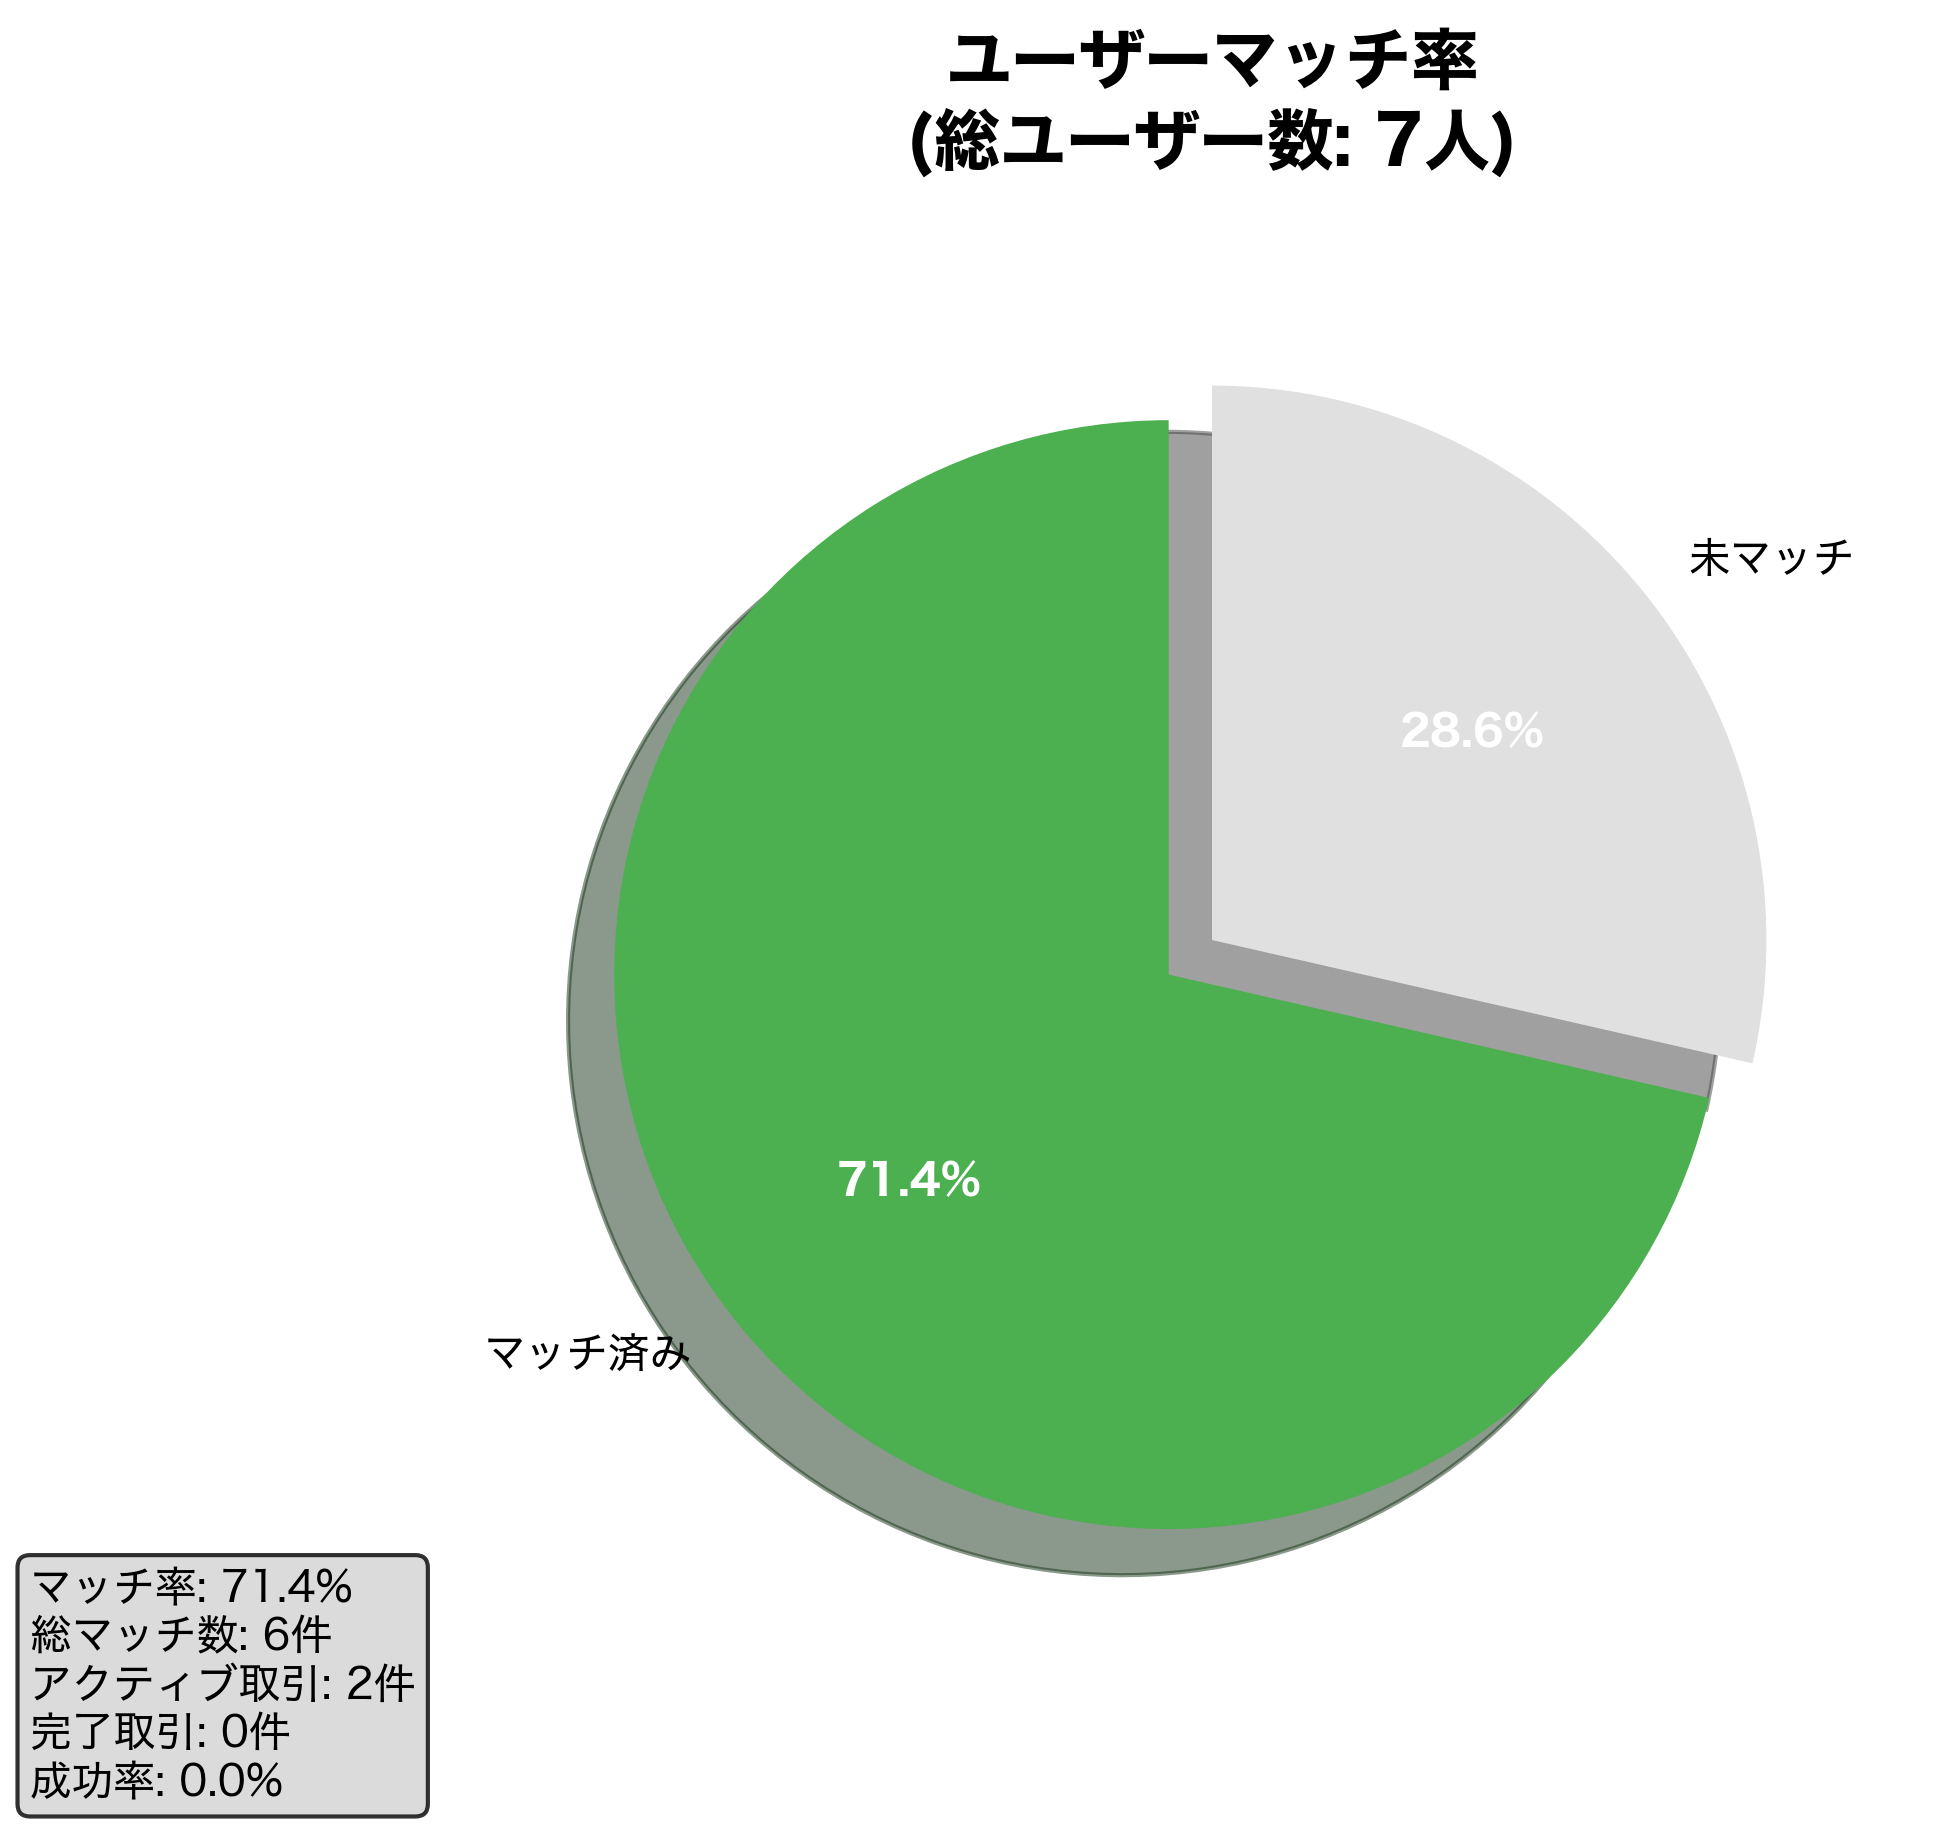 ユーザーマッチ率
(総ユーザー数: 7人)
未マッチ
28.6%
71.4%
マッチ済み
マッチ率: 71.4%
総マッチ数: 6件
アクティブ取引: 2件
完了取引: 0件
成功率: 0.0%